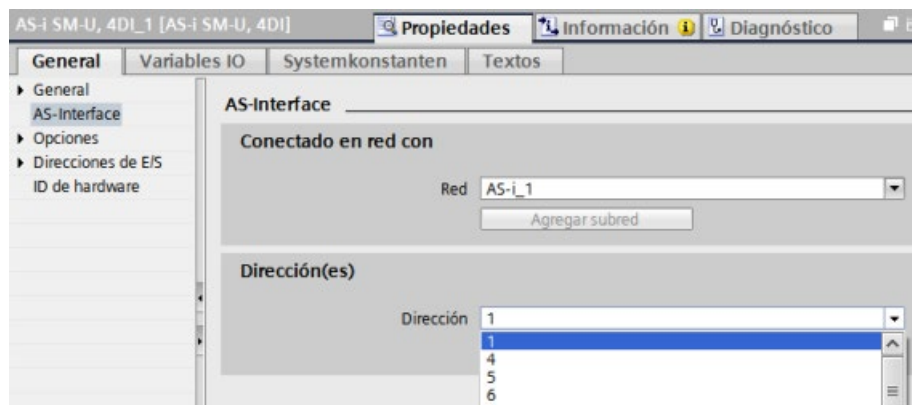 AS-i SM-U, 4DI_1 [AS-i SM-U, 4DI]
Propiedades
Información
Diagnóstico
General
Variables IO
Systemkonstanten
Textos
General
AS-Interface
Opciones
Direcciones de E/S
ID de hardware
AS-Interface
Conectado en red con
Red AS-i_1
Agregar subred
Dirección(es)
Dirección 1
1
4
5
6